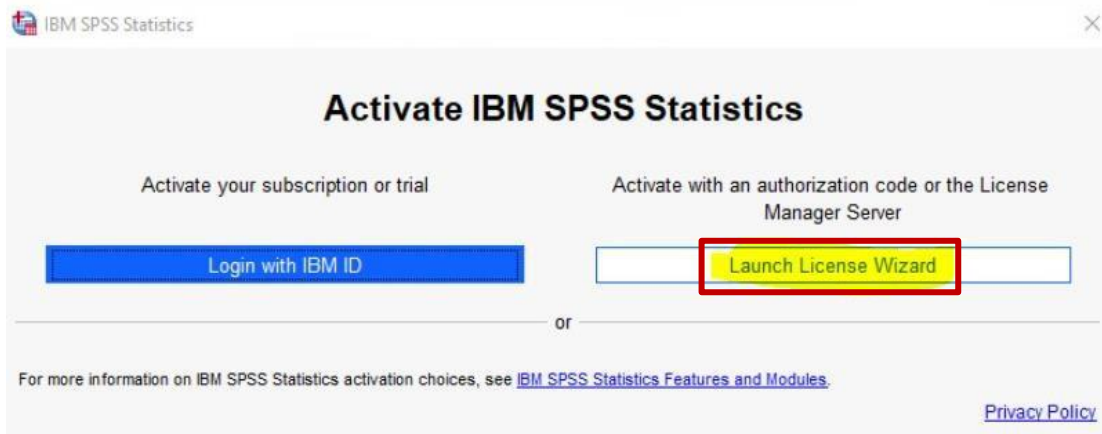 IBM SPSS Statistics
Activate IBM SPSS Statistics
Activate your subscription or trial
Login with IBM ID
Activate with an authorization code or the License
Manager Server
Launch License Wizard
or
For more information on IBM SPSS Statistics activation choices, see IBM SPSS Statistics Features and Modules.
Privacy Policy